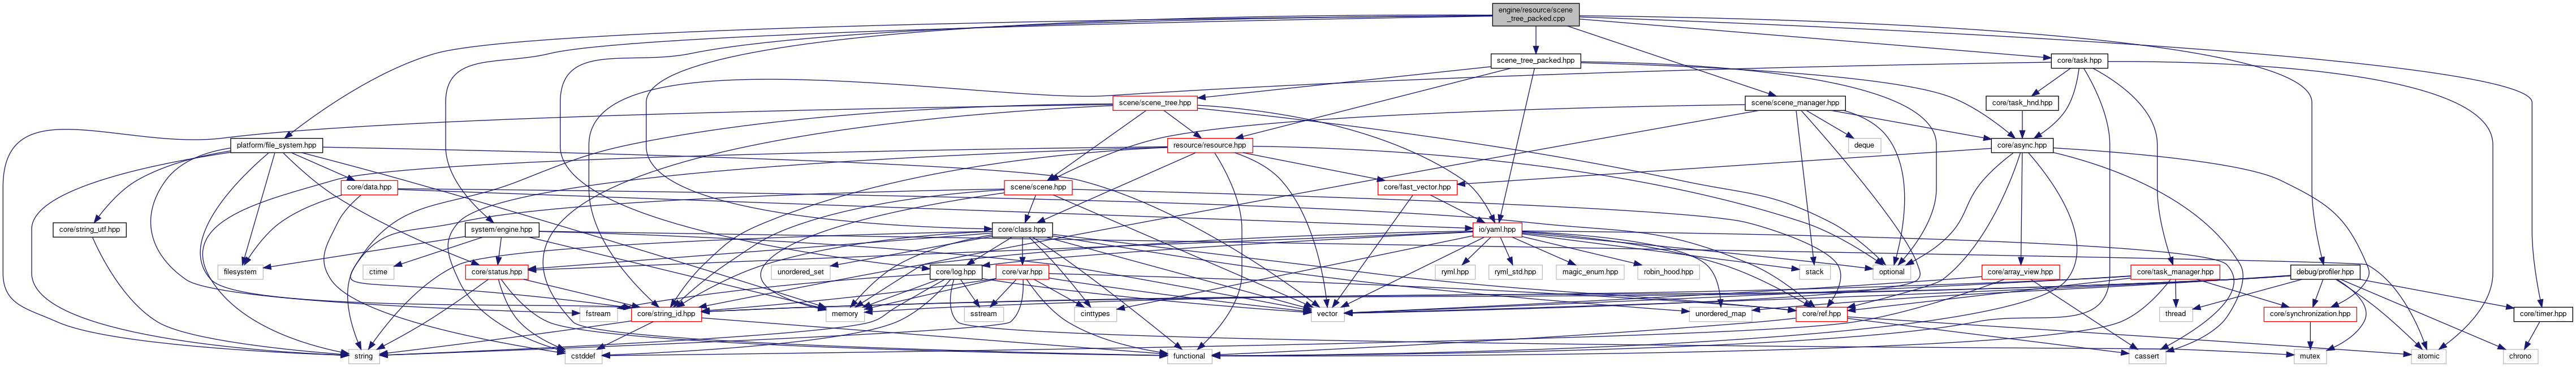 engine/resource/scene
_tree_packed.cpp
scene_tree_packed.hpp
core/task.hpp
scene/scene_tree.hpp
scene/scene_manager.hpp
core/task_hnd.hpp
platform/file_system.hpp
resource/resource.hpp
deque
core/async.hpp
core/data.hpp
scene/scene.hpp
core/fast_vector.hpp
core/string_utf.hpp
system/engine.hpp
core/class.hpp
io/yaml.hpp
filesystem
ctime
core/status.hpp
unordered_set
core/log.hpp
core/var.hpp
ryml.hpp
ryml_std.hpp
magic_enum.hpp
robin_hood.hpp
stack
optional
core/array_view.hpp
core/task_manager.hpp
debug/profiler.hpp
fstream
core/string_id.hpp
memory
sstream
cinttypes
vector
unordered_map
core/ref.hpp
thread
core/synchronization.hpp
core/timer.hpp
string
cstddef
functional
cassert
mutex
atomic
chrono